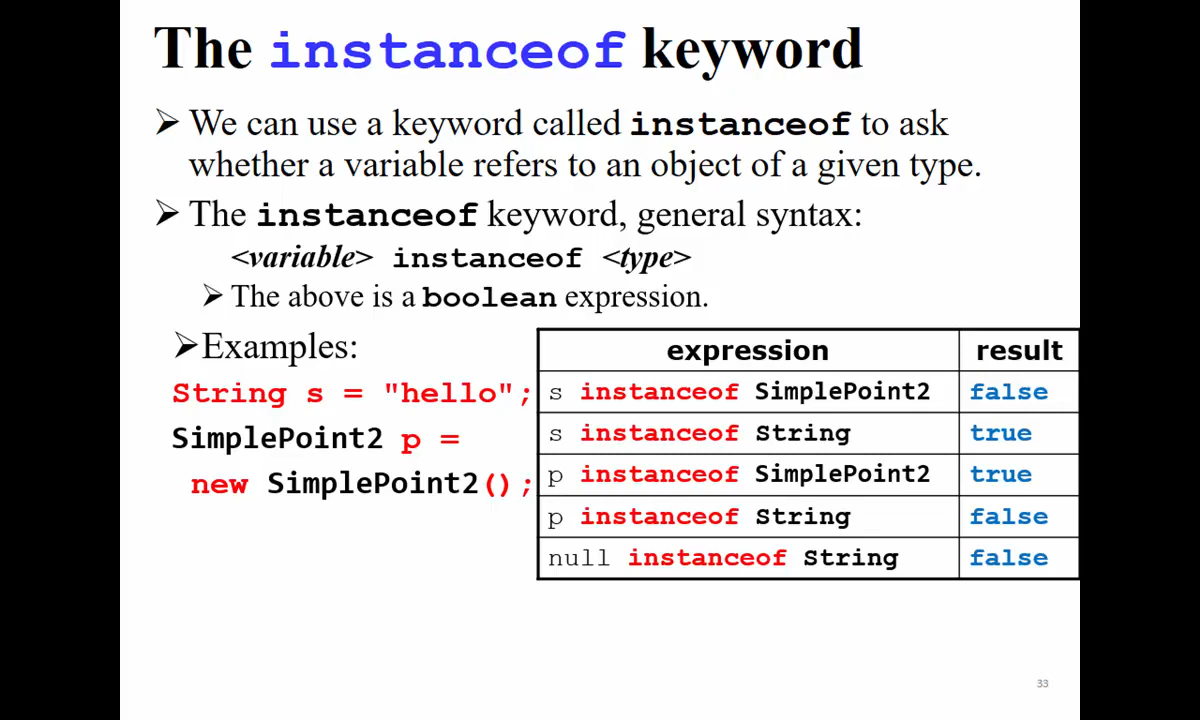 The instanceof keyword
➢ We can use a keyword called instanceof to ask
whether a variable refers to an object of a given type.
➢ The instanceof keyword, general syntax:
<variable> instanceof <type>
➢ The above is a boolean expression.
➢Examples:
String s = "hello";
SimplePoint2 p =
new SimplePoint2();
expression result
s instanceof SimplePoint2 false
s instanceof String true
p instanceof SimplePoint2 true
p instanceof String false
null instanceof String false
33